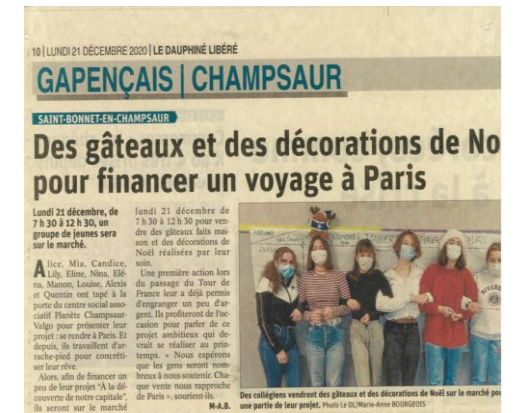 10 | LUNDI 21 DÉCEMBRE 2020 | LE DAUPHINÉ LIBÉRÉ
GAPENÇAIS | CHAMPSAUR
SAINT-BONNET-EN-CHAMPSAUR
Des gâteaux et des décorations de No
pour financer un voyage à Paris
Lundi 21 décembre, de
7 h 30 à 12 h 30, un
groupe de jeunes sera
sur le marché.
Alice, Mia, Candice,
Lily, Eline, Nina, Élé-
na, Manon, Louise, Alexis
et Quentin ont tapé à la
porte du centre social asso-
ciatif Planète Champsaur-
Valgo pour présenter leur
projet : se rendre à Paris. Et
depuis, ils travaillent d'ar-
rache-pied pour concréti-
ser leur rêve.
Alors, afin de financer un
peu de leur projet "À la dé-
couverte de notre capitale",
ils seront sur le marché
lundi 21 décembre de
7 h 30 à 12 h 30 pour ven-
dre des gâteaux faits mai-
son et des décorations de
Noël réalisées par leur
soin.
Une première action lors
du passage du Tour de
France leur a déjà permis
d'engranger un peu d'ar-
gent. Ils profiteront de l'oc-
casion pour parler de ce
projet ambitieux qui de-
vrait se réaliser au prin-
temps. « Nous espérons
que les gens seront nom-
breux à nous soutenir. Cha-
que vente nous rapproche
de Paris », sourient-ils.
M-A.B.
Des collégiens vendront des gâteaux et des décorations de Noël sur le marché pou
une partie de leur projet. Photo Le DL/Marie-Anne BOURGEOIS